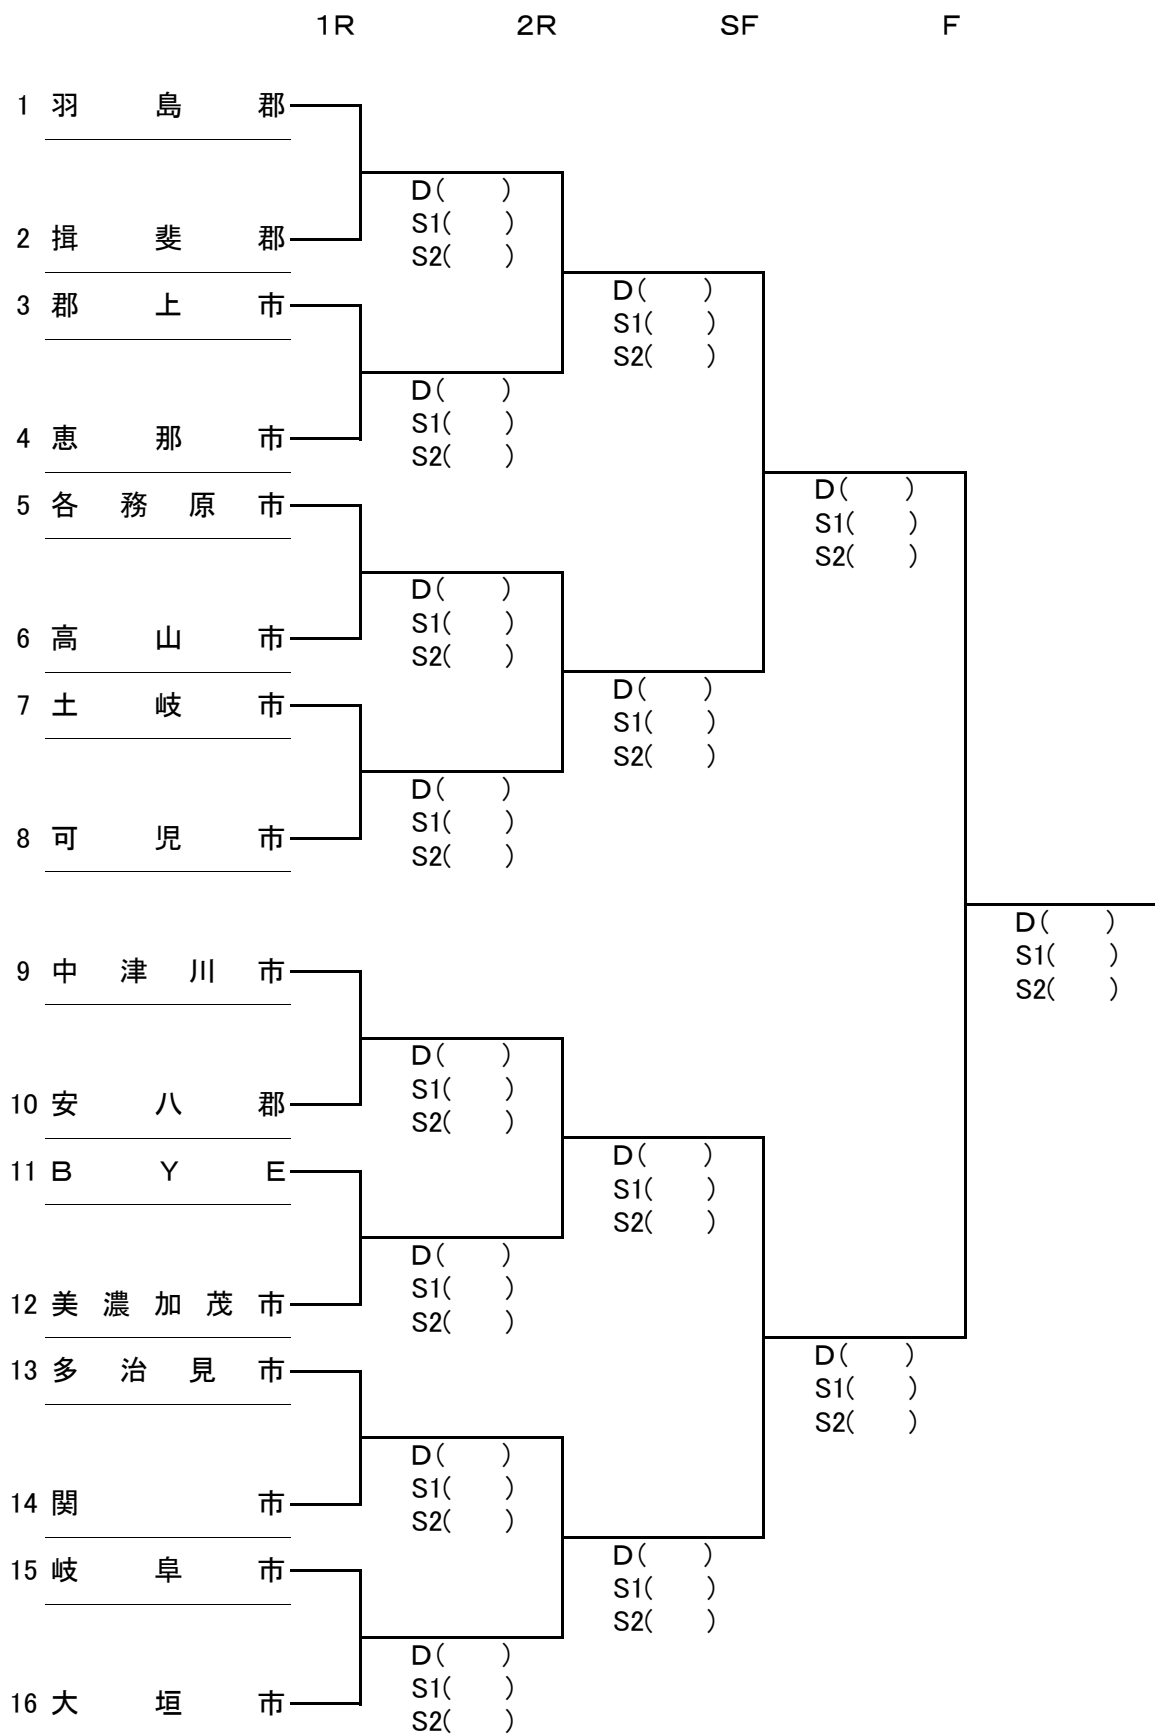 1R 2R SF F
1 羽島郡
D( )
S1( )
2 揖斐郡
S2( )
D( )
3 郡上市
S1( )
S2( )
D( )
S1( )
4 恵那市
S2( )
D( )
5 各務原市
S1( )
S2( )
D( )
S1( )
6 高山市
S2( )
D( )
7 土岐市
S1( )
S2( )
D( )
S1( )
8 可児市
S2( )
D( )
S1( )
9 中津川市
S2( )
D( )
S1( )
10 安八郡
S2( )
D( )
11 BYE
S1( )
S2( )
D( )
S1( )
12 美濃加茂市
S2( )
D( )
13 多治見市
S1( )
S2( )
D( )
S1( )
14 関市
S2( )
D( )
15 岐阜市
S1( )
S2( )
D( )
S1( )
16 大垣市
S2( )